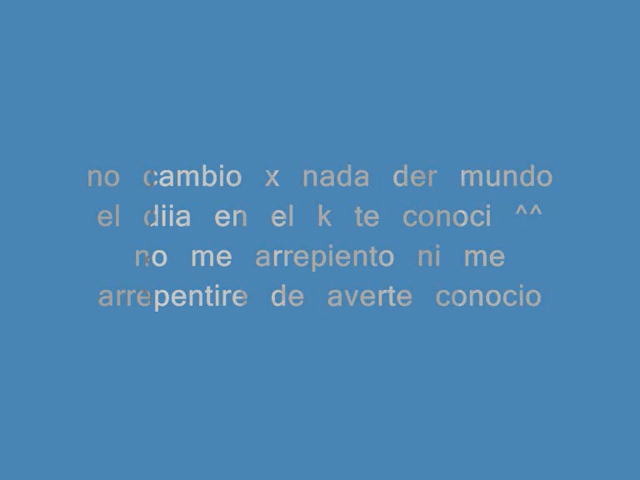 no cambio x nada der mundo
el diia en el k te conoci ^^
no me arrepiento ni me
arrepentire de averte conocio